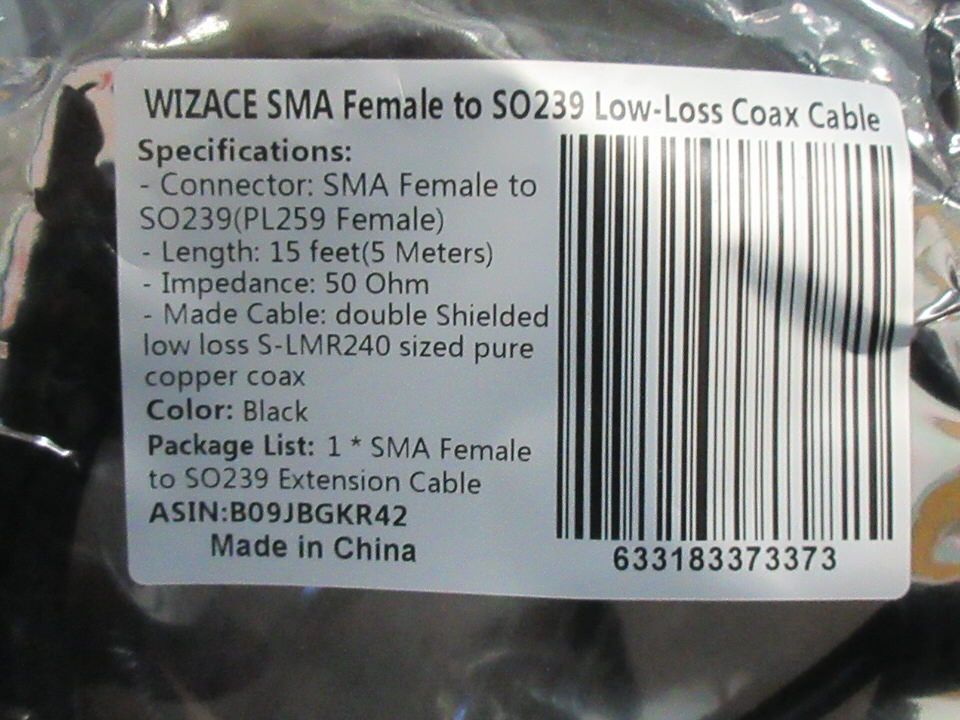 WIZACE SMA Female to SO239 Low-Loss Coax Cable
Specifications:
- Connector: SMA Female to
SO239(PL259 Female)
- Length: 15 feet(5 Meters)
- Impedance: 50 Ohm
- Made Cable: double Shielded
low loss S-LMR240 sized pure
copper coax
Color: Black
Package List: 1 * SMA Female
to SO239 Extension Cable
ASIN:B09JBGKR42
Made in China
633183373373